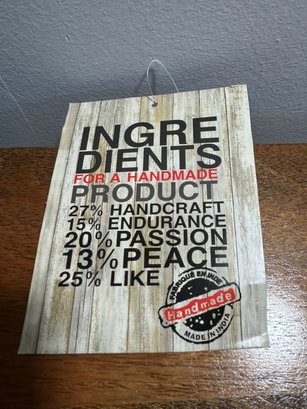 INGRE
DIENTS
FOR A HANDMADE
PRODUCT
27% HANDCRAFT
15% ENDURANCE
20% PASSION
13% PEACE
25% LIKE
FABRIQUÉ EN INDE
Handmade
MADE IN INDIA